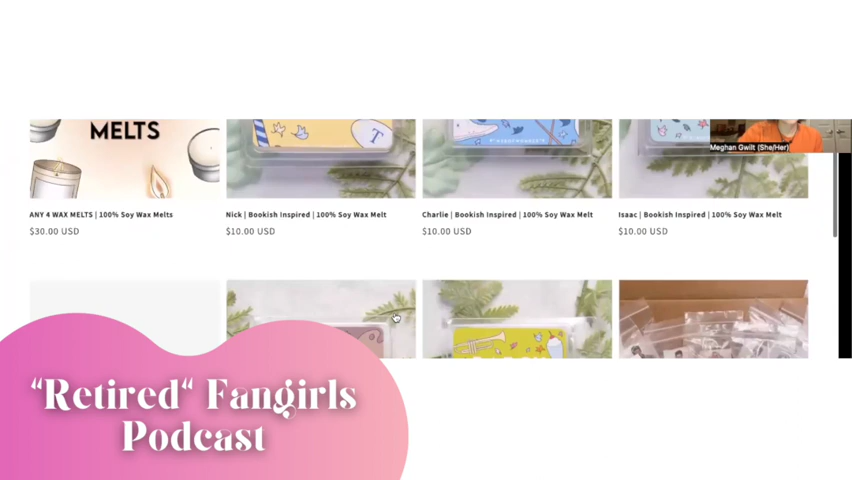 MELTS
T
Meghan Gwilt (She/Her)
ANY 4 WAX MELTS | 100% Soy Wax Melts
$30.00 USD
Nick | Bookish Inspired | 100% Soy Wax Melt
$10.00 USD
Charlie | Bookish Inspired | 100% Soy Wax Melt
$10.00 USD
Isaac | Bookish Inspired | 100% Soy Wax Melt
$10.00 USD
“Retired“ Fangirls
Podcast